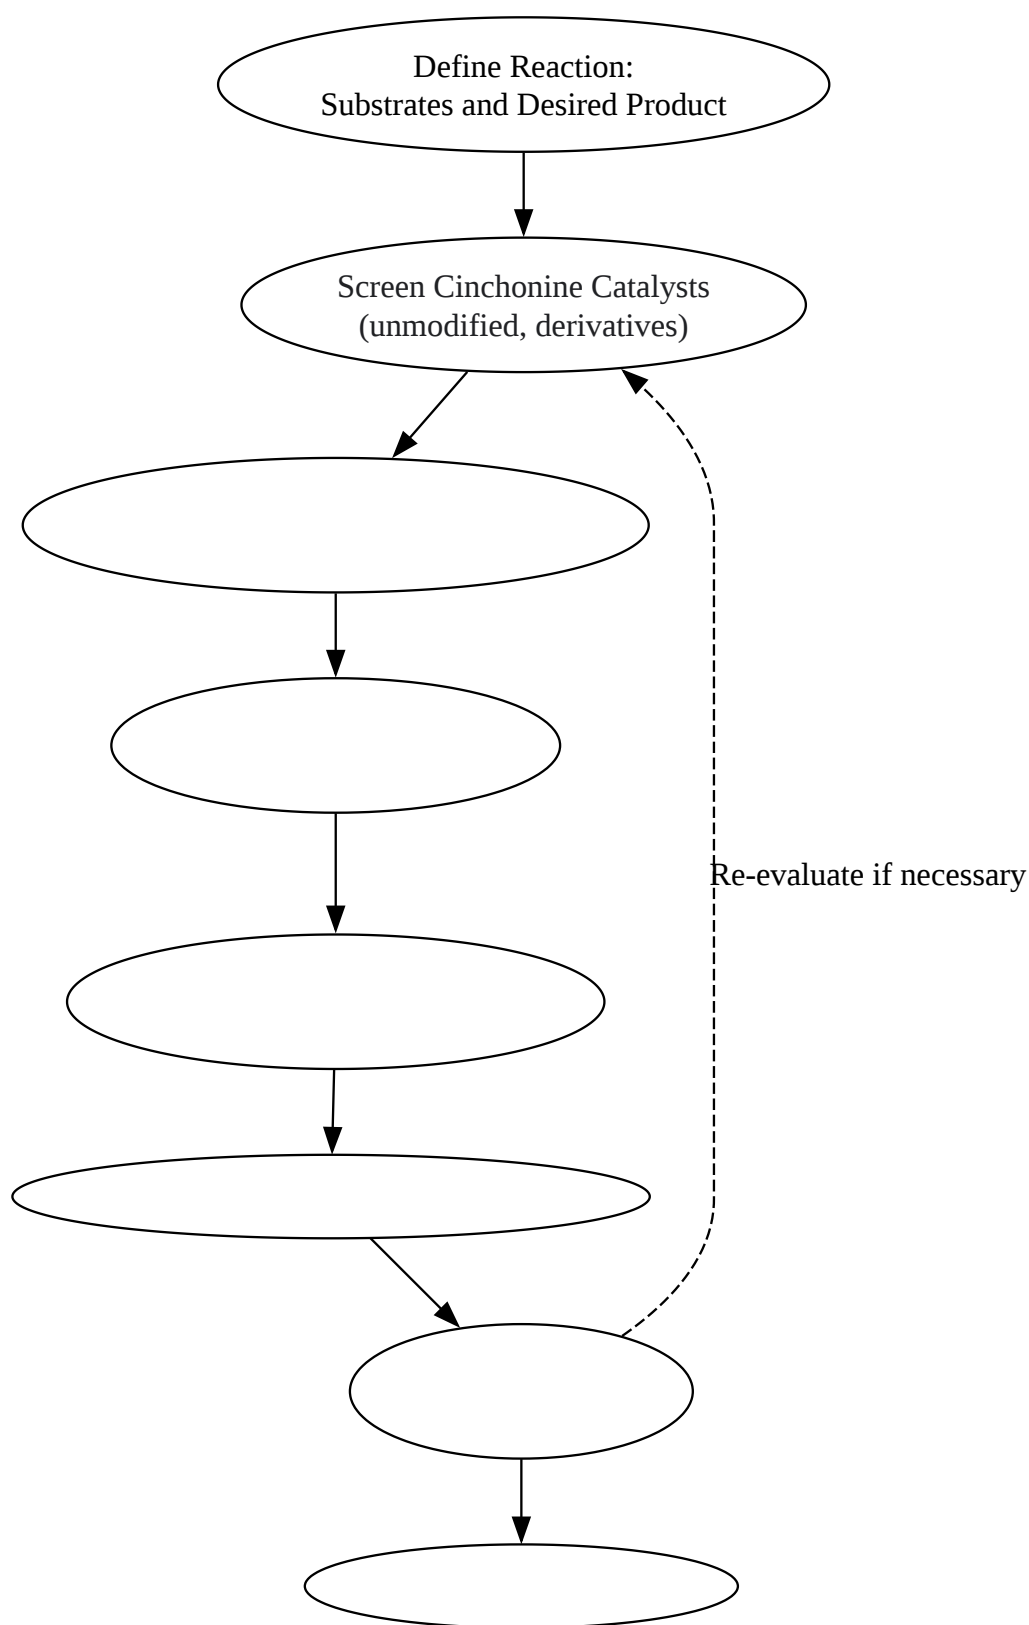 Define Reaction:
Substrates and Desired Product
Screen Cinchonine Catalysts
(unmodified, derivatives)
Re-evaluate if necessary